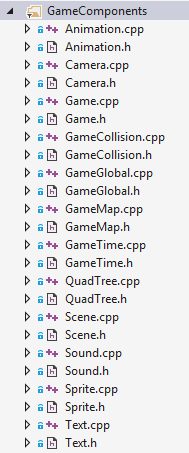 GameComponents
Animation.cpp
Animation.h
Camera.cpp
Camera.h
Game.cpp
Game.h
GameCollision.cpp
GameCollision.h
GameGlobal.cpp
GameGlobal.h
GameMap.cpp
GameMap.h
GameTime.cpp
GameTime.h
QuadTree.cpp
QuadTree.h
Scene.cpp
Scene.h
Sound.cpp
Sound.h
Sprite.cpp
Sprite.h
Text.cpp
Text.h